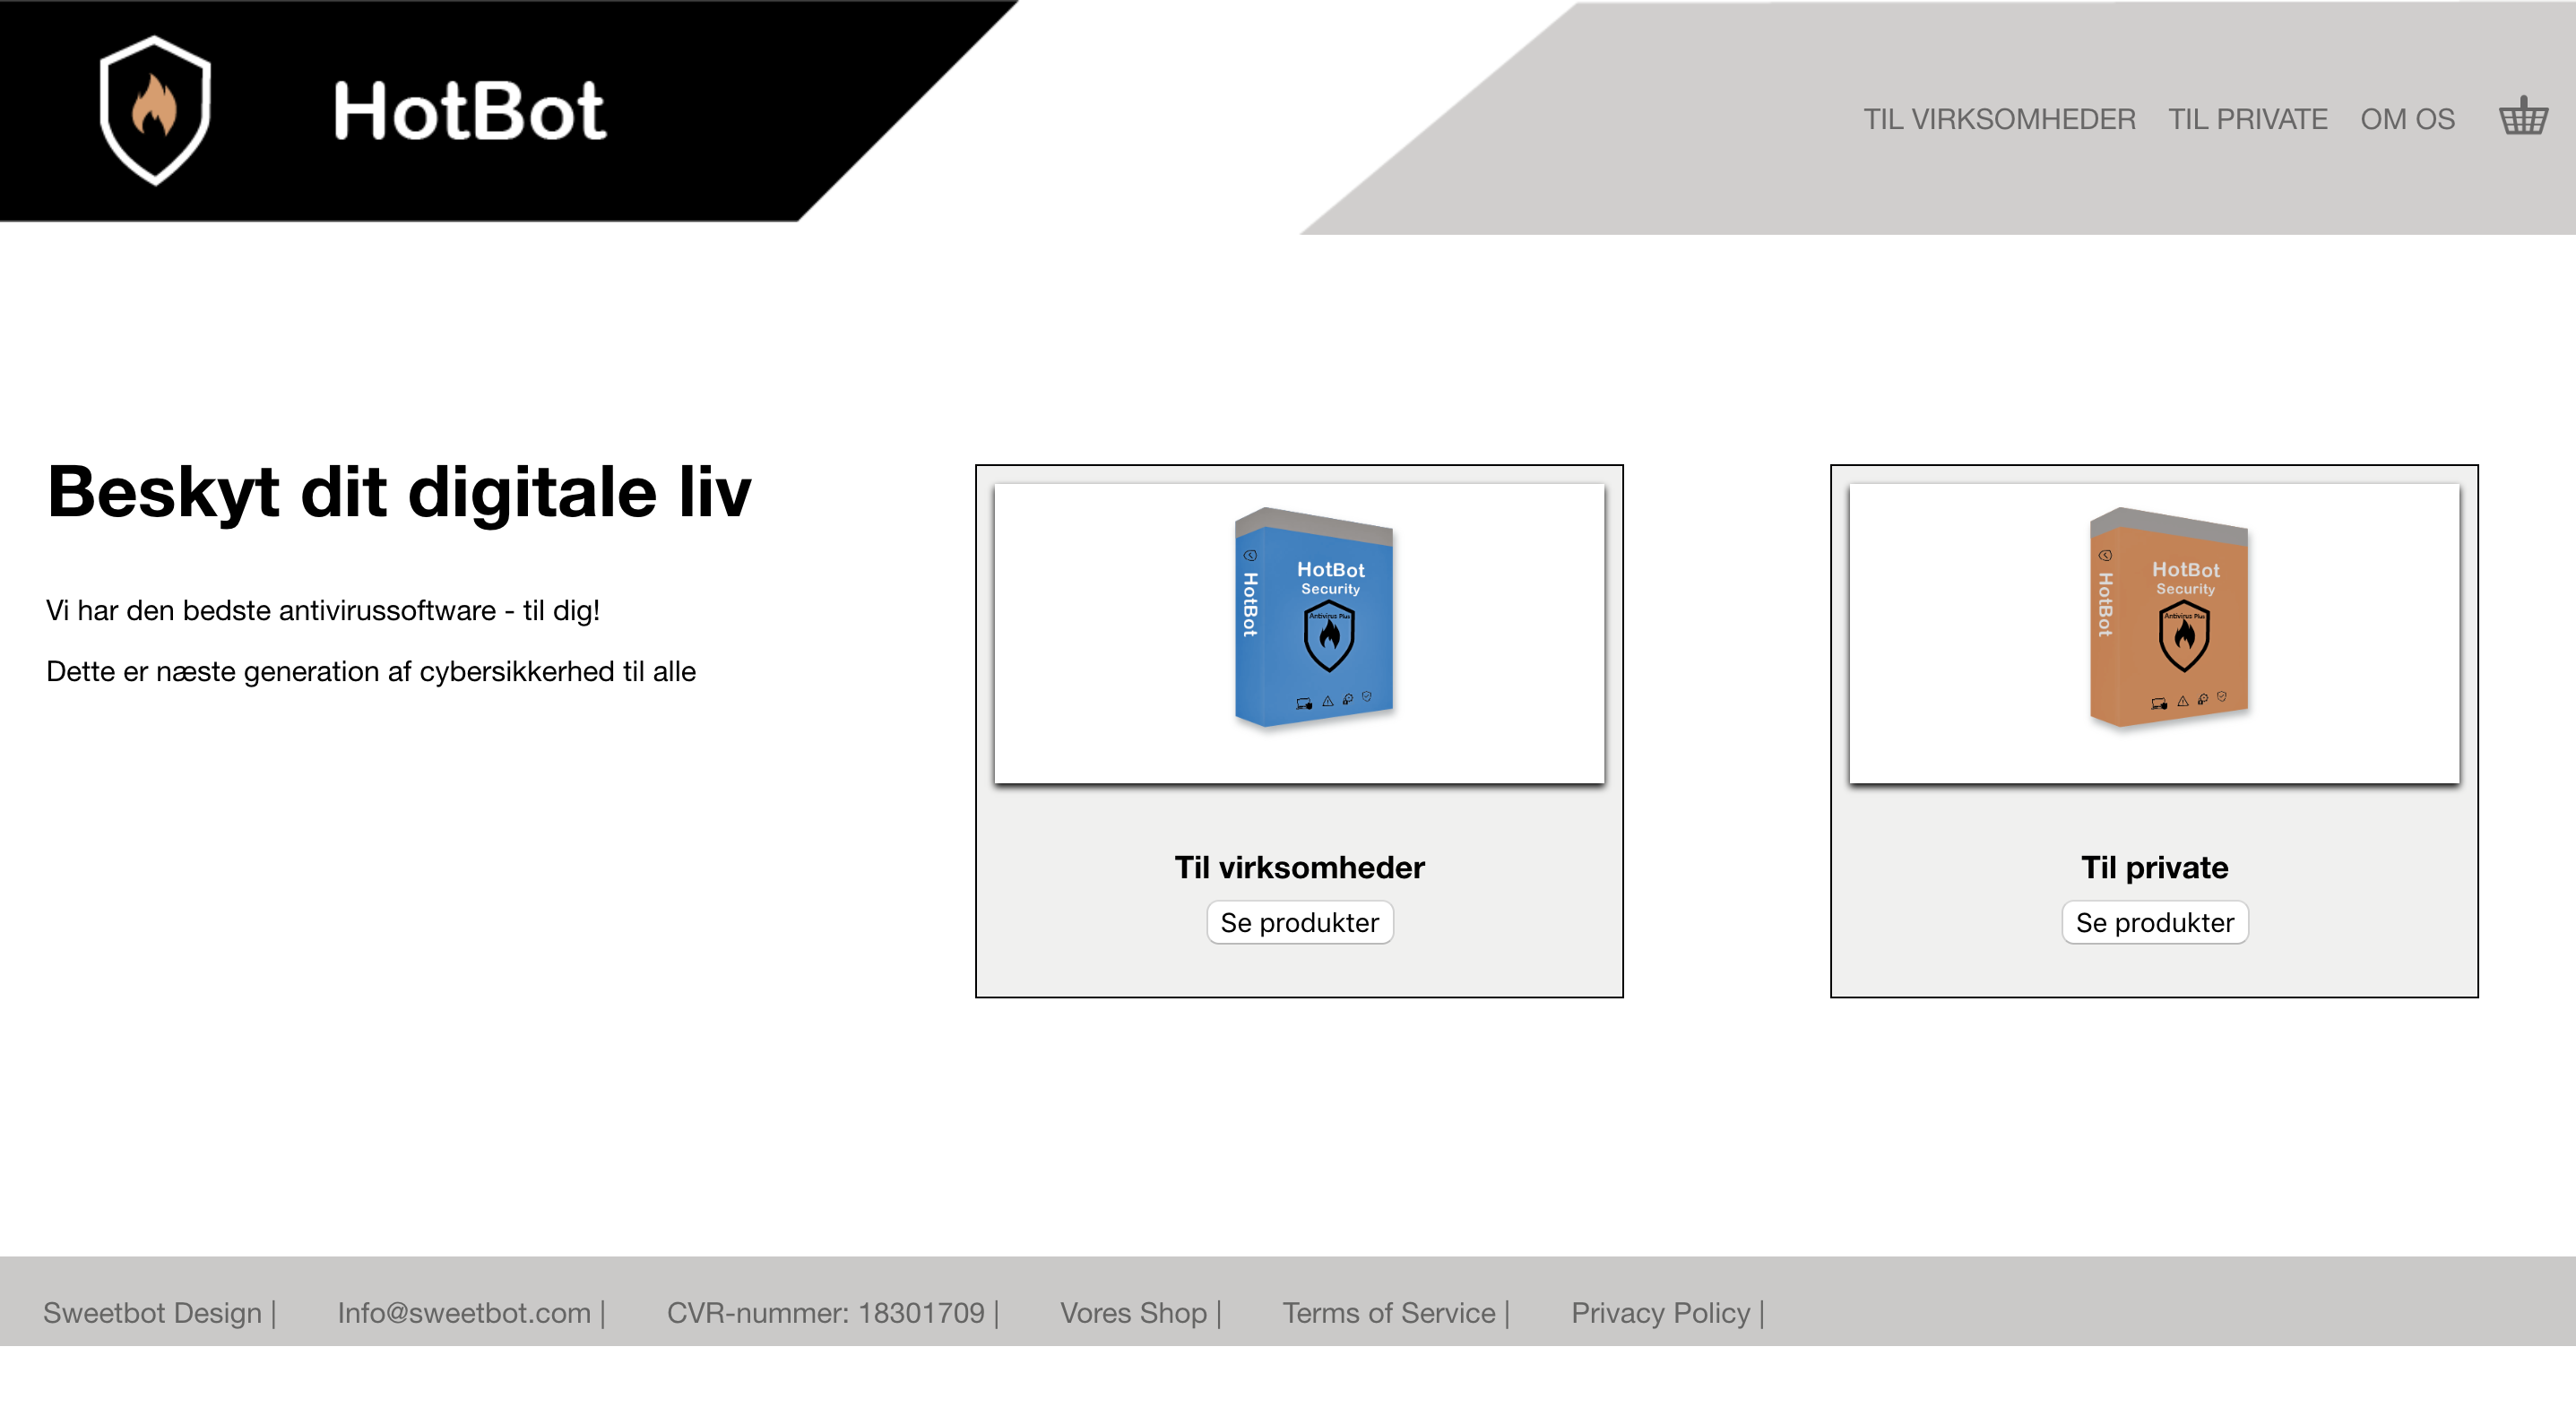 HotBot
TIL VIRKSOMHEDER TIL PRIVATE OM OS
Beskyt dit digitale liv
Vi har den bedste antivirussoftware - til dig!
Dette er næste generation af cybersikkerhed til alle
HotBot
HotBot
Security
Antivirus Plus
Til virksomheder
Se produkter
HotBot
HotBot
Security
Antivirus Plus
Til private
Se produkter
Sweetbot Design | Info@sweetbot.com | CVR-nummer: 18301709 | Vores Shop | Terms of Service | Privacy Policy |